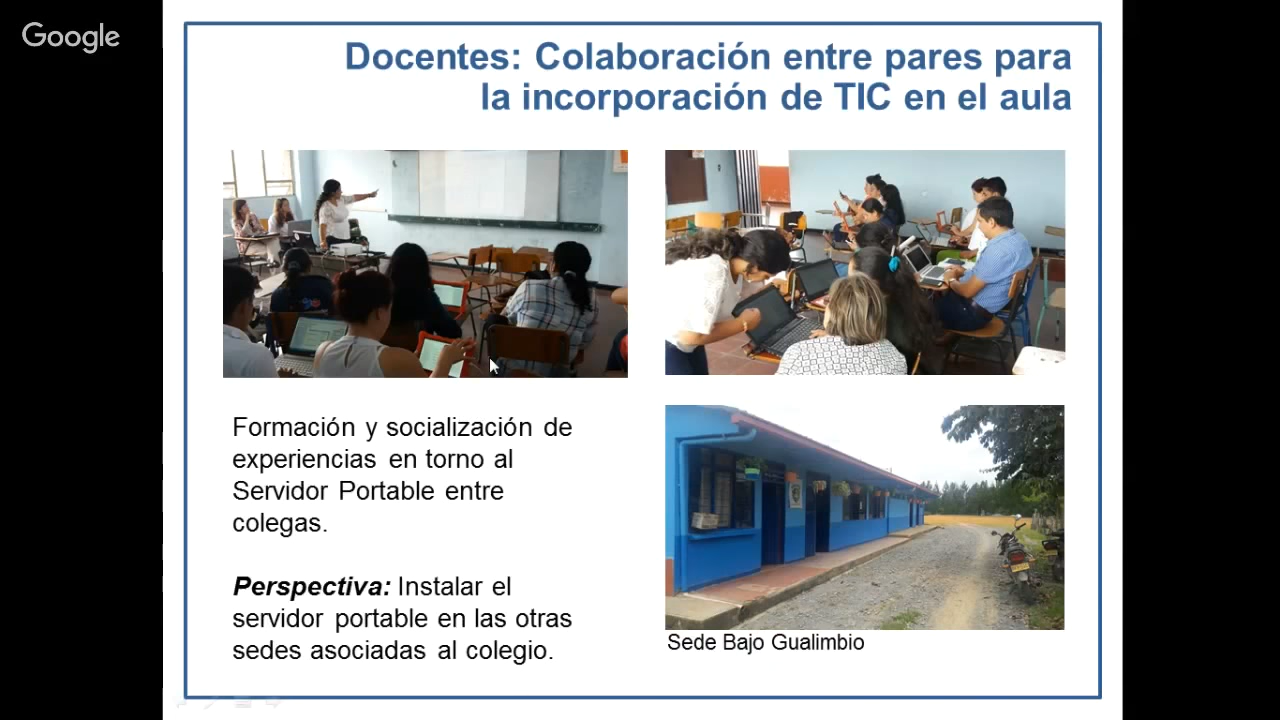 Google
Docentes: Colaboración entre pares para
la incorporación de TIC en el aula
Formación y socialización de
experiencias en torno al
Servidor Portable entre
colegas.
Perspectiva: Instalar el
servidor portable en las otras
sedes asociadas al colegio.
Sede Bajo Gualimbio